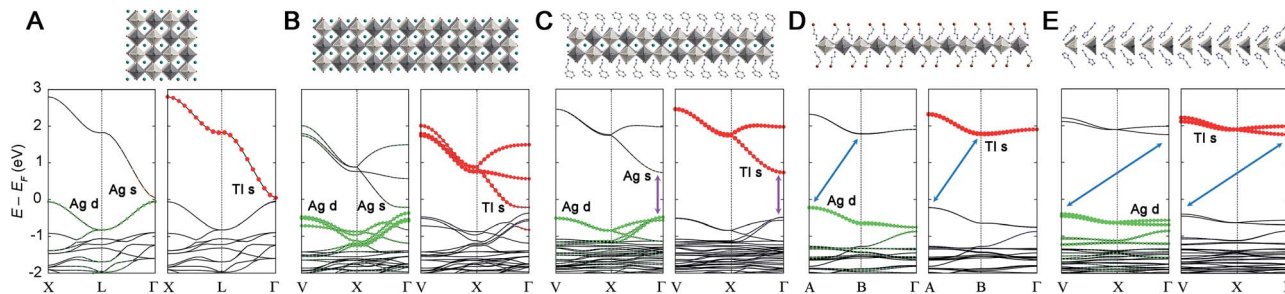 A B C D E
3
2
1
0
-1
-2
E − E_F (eV)
Ag d Ag s
Tl s
Ag d Ag s
Tl s
Ag s
Ag d
Tl s
Ag d
Tl s
Ag d
Tl s
X L Γ X L Γ V X Γ V X Γ V X Γ V X Γ A B Γ A B Γ V X Γ V X Γ